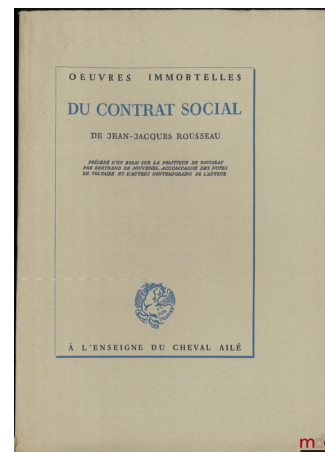 OEUVRES IMMORTELLES
DU CONTRAT SOCIAL
DE JEAN-JACQUES ROUSSEAU
PRÉCÉDÉ D'UN ESSAI SUR LA POLITIQUE DE ROUSSEAU
PAR BERTRAND DE JOUVENEL, ACCOMPAGNÉ DES NOTES
DE VOLTAIRE ET D'AUTRES CONTEMPORAINS DE L'AUTEUR
À L'ENSEIGNE DU CHEVAL AILÉ